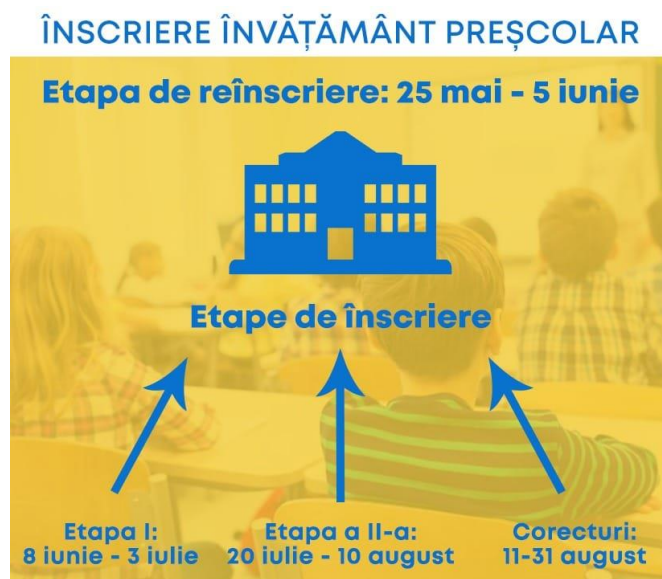 ÎNSCRIERE ÎNVĂȚĂMÂNT PREȘCOLAR
Etapa de reînscriere: 25 mai - 5 iunie
Etape de înscriere
Etapa I:
8 iunie - 3 iulie
Etapa a II-a:
20 iulie - 10 august
Corecturi:
11-31 august